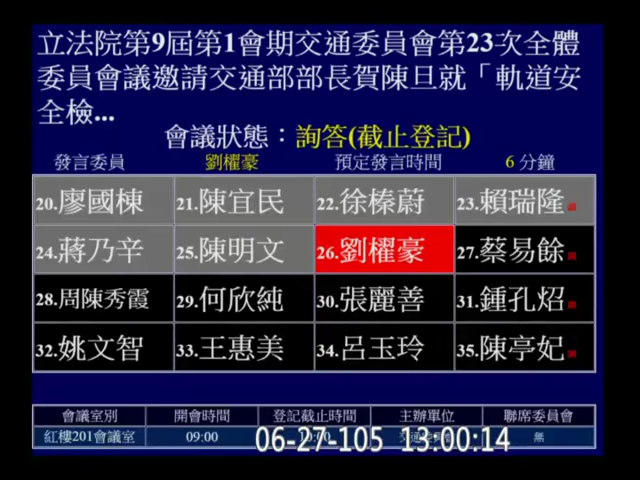 立法院第9屆第1會期交通委員會第23次全體
委員會議邀請交通部部長賀陳旦就「軌道安
全檢...
會議狀態：詢答(截止登記)
發言委員 劉櫂豪 預定發言時間 6 分鐘
20.廖國棟 21.陳宜民 22.徐榛蔚 23.賴瑞隆
24.蔣乃辛 25.陳明文 26.劉櫂豪 27.蔡易餘
28.周陳秀霞 29.何欣純 30.張麗善 31.鍾孔炤
32.姚文智 33.王惠美 34.呂玉玲 35.陳亭妃
會議室別 開會時間 登記截止時間 主辦單位 聯席委員會
紅樓201會議室 09:00 無
06-27-105 13:00:14